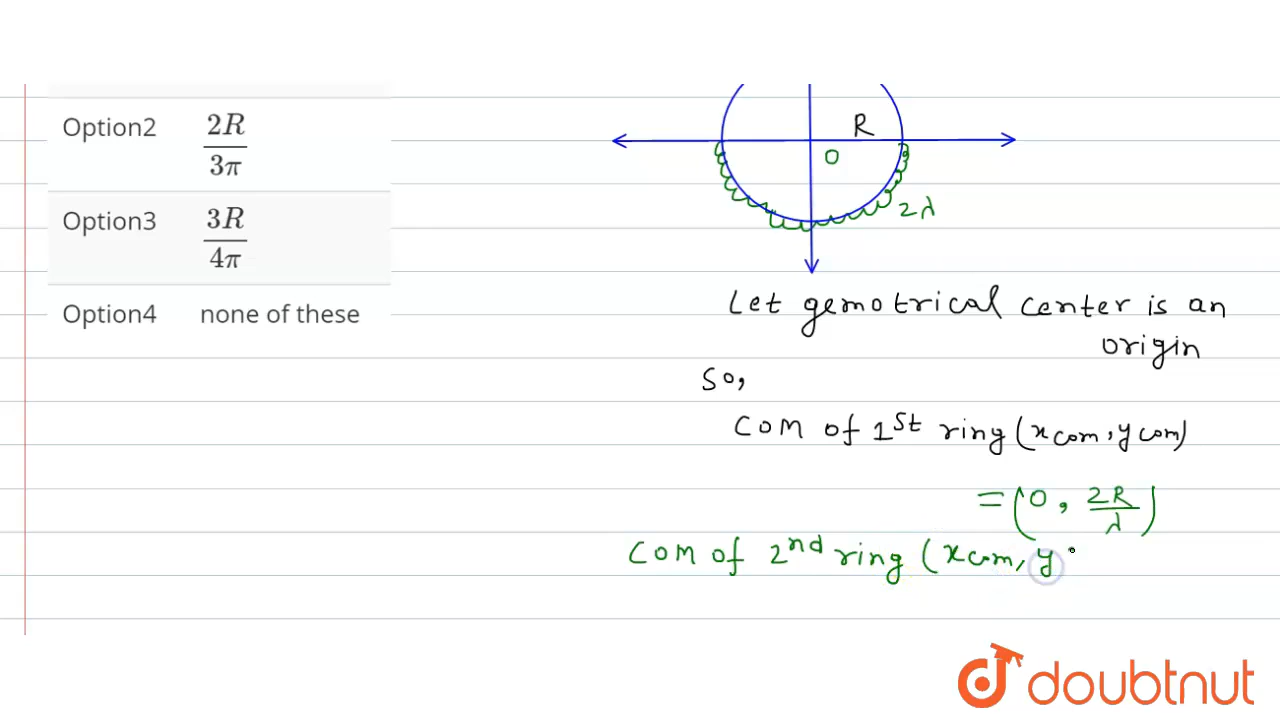 Option2 2R/3π
Option3 3R/4π
Option4 none of these
R
O
2λ
Let gemotrical center is an
origin
so,
COM of 1st ring (xcom, ycom)
= (0, 2R/λ)
COM of 2nd ring (xcom, y
doubtnut